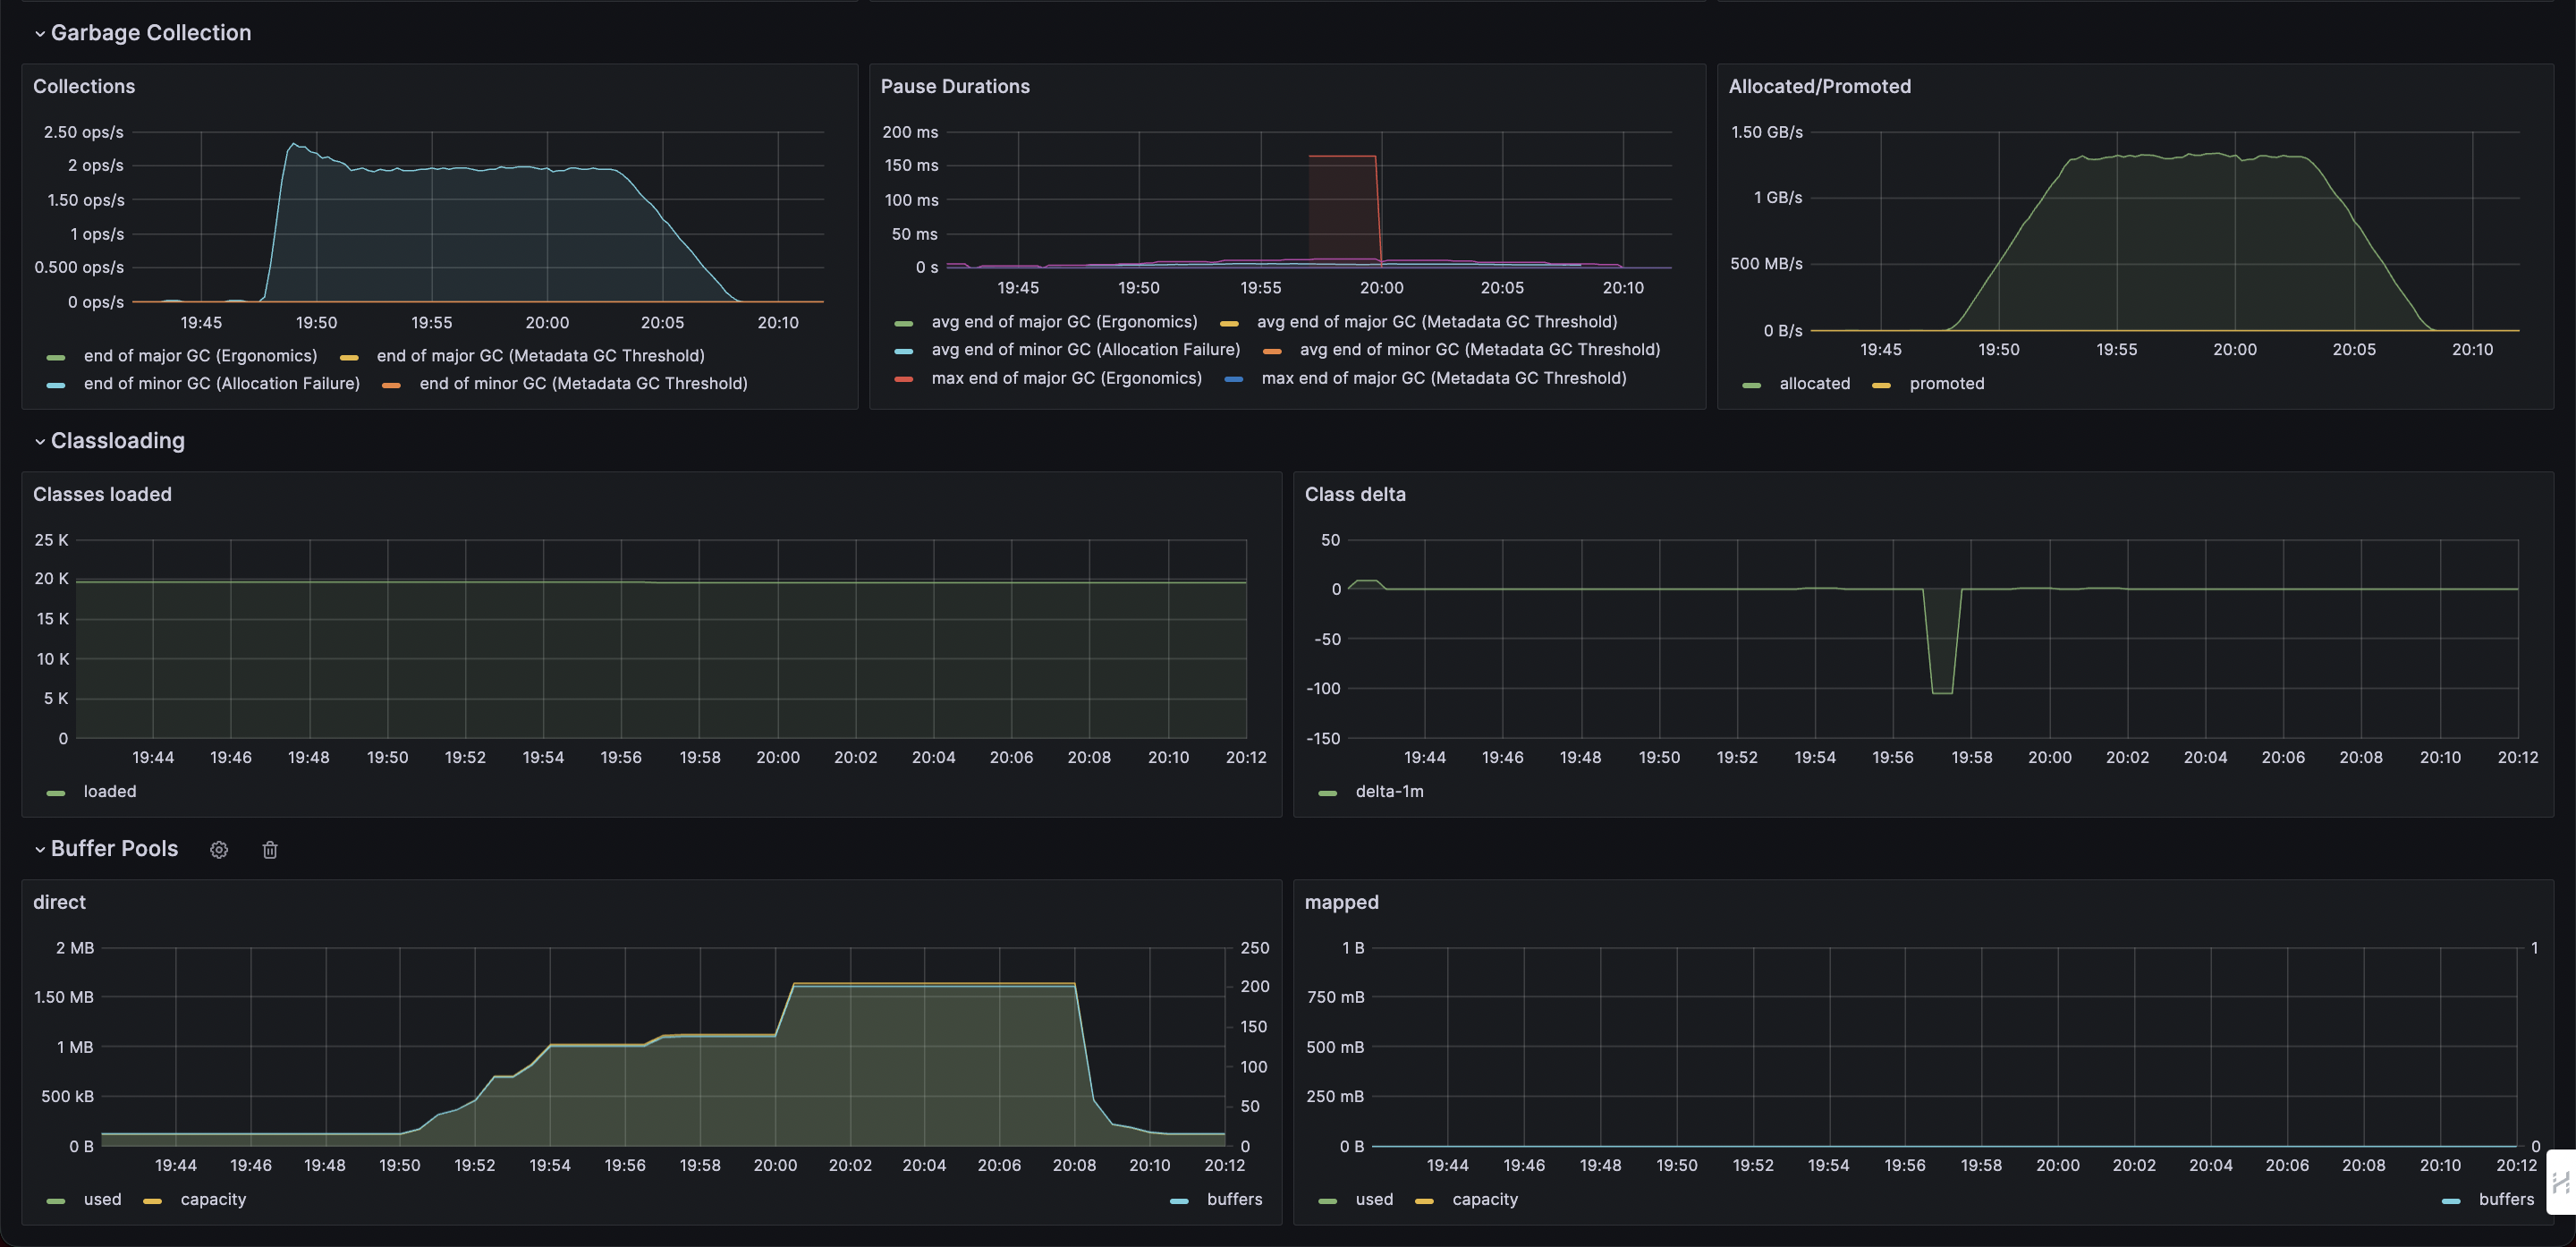 Garbage Collection
Collections
2.50 ops/s
2 ops/s
1.50 ops/s
1 ops/s
0.500 ops/s
0 ops/s
19:45 19:50 19:55 20:00 20:05 20:10
end of major GC (Ergonomics) end of major GC (Metadata GC Threshold)
end of minor GC (Allocation Failure) end of minor GC (Metadata GC Threshold)
Pause Durations
200 ms
150 ms
100 ms
50 ms
0 s
19:45 19:50 19:55 20:00 20:05 20:10
avg end of major GC (Ergonomics) avg end of major GC (Metadata GC Threshold)
avg end of minor GC (Allocation Failure) avg end of minor GC (Metadata GC Threshold)
max end of major GC (Ergonomics) max end of major GC (Metadata GC Threshold)
Allocated/Promoted
1.50 GB/s
1 GB/s
500 MB/s
0 B/s
19:45 19:50 19:55 20:00 20:05 20:10
allocated promoted
Classloading
Classes loaded
25 K
20 K
15 K
10 K
5 K
0
19:44 19:46 19:48 19:50 19:52 19:54 19:56 19:58 20:00 20:02 20:04 20:06 20:08 20:10 20:12
loaded
Class delta
50
0
-50
-100
-150
19:44 19:46 19:48 19:50 19:52 19:54 19:56 19:58 20:00 20:02 20:04 20:06 20:08 20:10 20:12
delta-1m
Buffer Pools
direct
2 MB 250
1.50 MB 200
150
1 MB
100
500 kB 50
0 B 0
19:44 19:46 19:48 19:50 19:52 19:54 19:56 19:58 20:00 20:02 20:04 20:06 20:08 20:10 20:12
used capacity buffers
mapped
1 B 1
750 mB
500 mB
250 mB
0 B 0
19:44 19:46 19:48 19:50 19:52 19:54 19:56 19:58 20:00 20:02 20:04 20:06 20:08 20:10 20:12
used capacity buffers